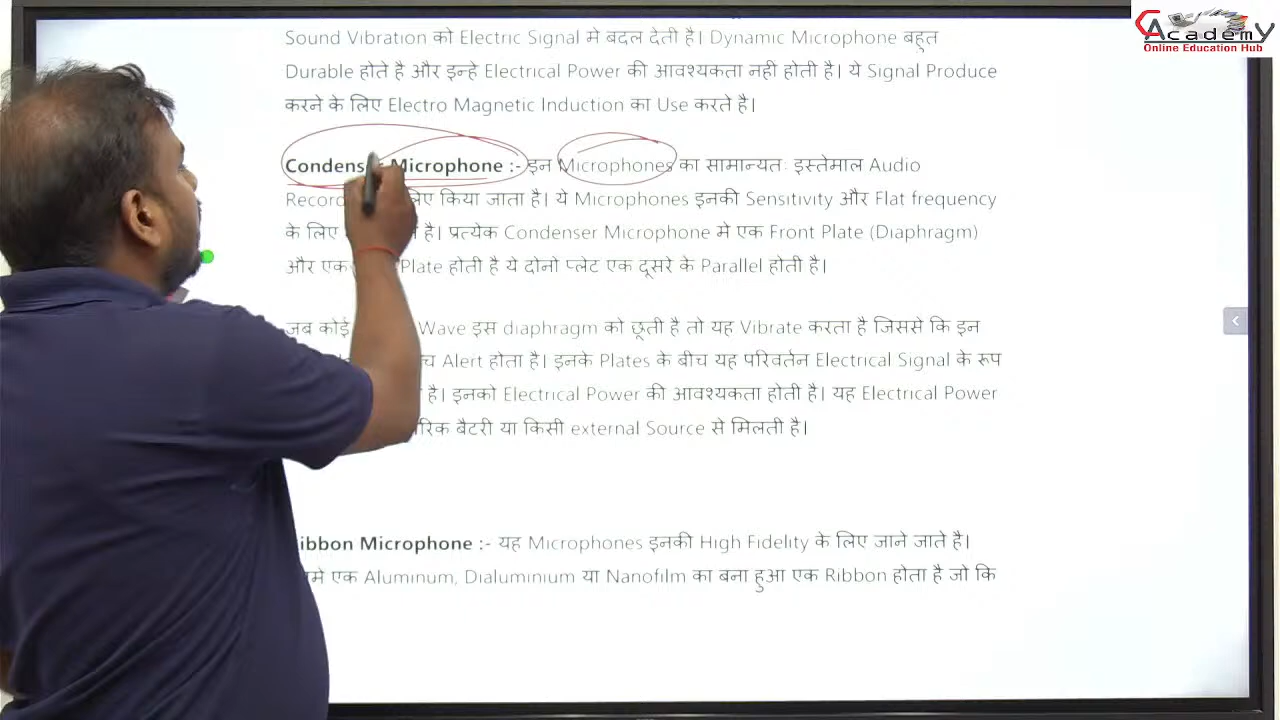 CAcademy
Online Education Hub
Sound Vibration को Electric Signal मे बदल देती है। Dynamic Microphone बहुत
Durable होते है और इन्हे Electrical Power की आवश्यकता नही होती है। ये Signal Produce
करने के लिए Electro Magnetic Induction का Use करते है।
Condenser Microphone :- इन Microphones का सामान्यतः इस्तेमाल Audio
लिए किया जाता है। ये Microphones इनकी Sensitivity और Flat frequency
के लिए है। प्रत्येक Condenser Microphone मे एक Front Plate (Diaphragm)
और एक Plate होती है ये दोनो प्लेट एक दूसरे के Parallel होती है।
जब कोई Wave इस diaphragm को छूती है तो यह Vibrate करता है जिससे कि इन
Alert होता है। इनके Plates के बीच यह परिवर्तन Electrical Signal के रूप
है। इनको Electrical Power की आवश्यकता होती है। यह Electrical Power
बैटरी या किसी external Source से मिलती है।
Ribbon Microphone :- यह Microphones इनकी High Fidelity के लिए जाने जाते है।
एक Aluminum, Dialuminium या Nanofilm का बना हुआ एक Ribbon होता है जो कि